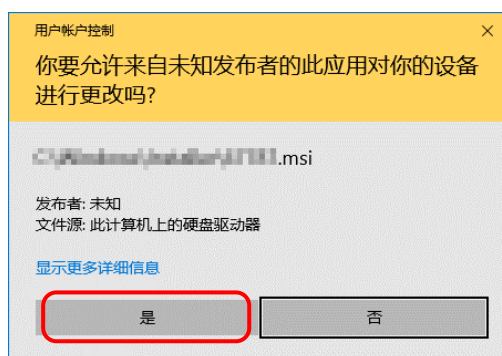 用户帐户控制
你要允许来自未知发布者的此应用对你的设备
进行更改吗?
.msi
发布者: 未知
文件源: 此计算机上的硬盘驱动器
显示更多详细信息
是
否